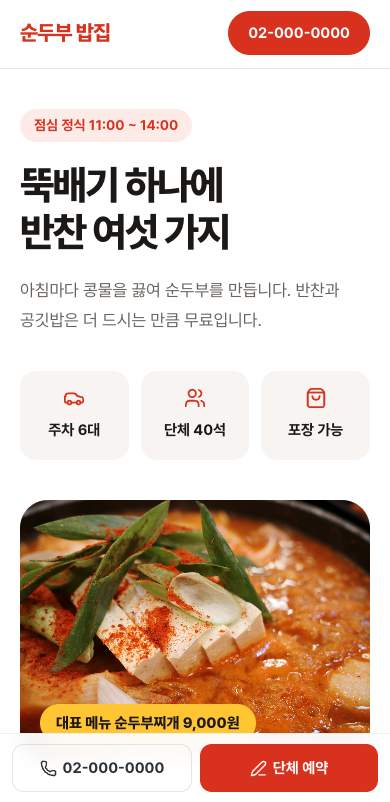 순두부 밥집
02-000-0000
점심 정식 11:00 ~ 14:00
뚝배기 하나에
반찬 여섯 가지
아침마다 콩물을 끓여 순두부를 만듭니다. 반찬과
공깃밥은 더 드시는 만큼 무료입니다.
주차 6대
단체 40석
포장 가능
대표 메뉴 순두부찌개 9,000원
02-000-0000
단체 예약